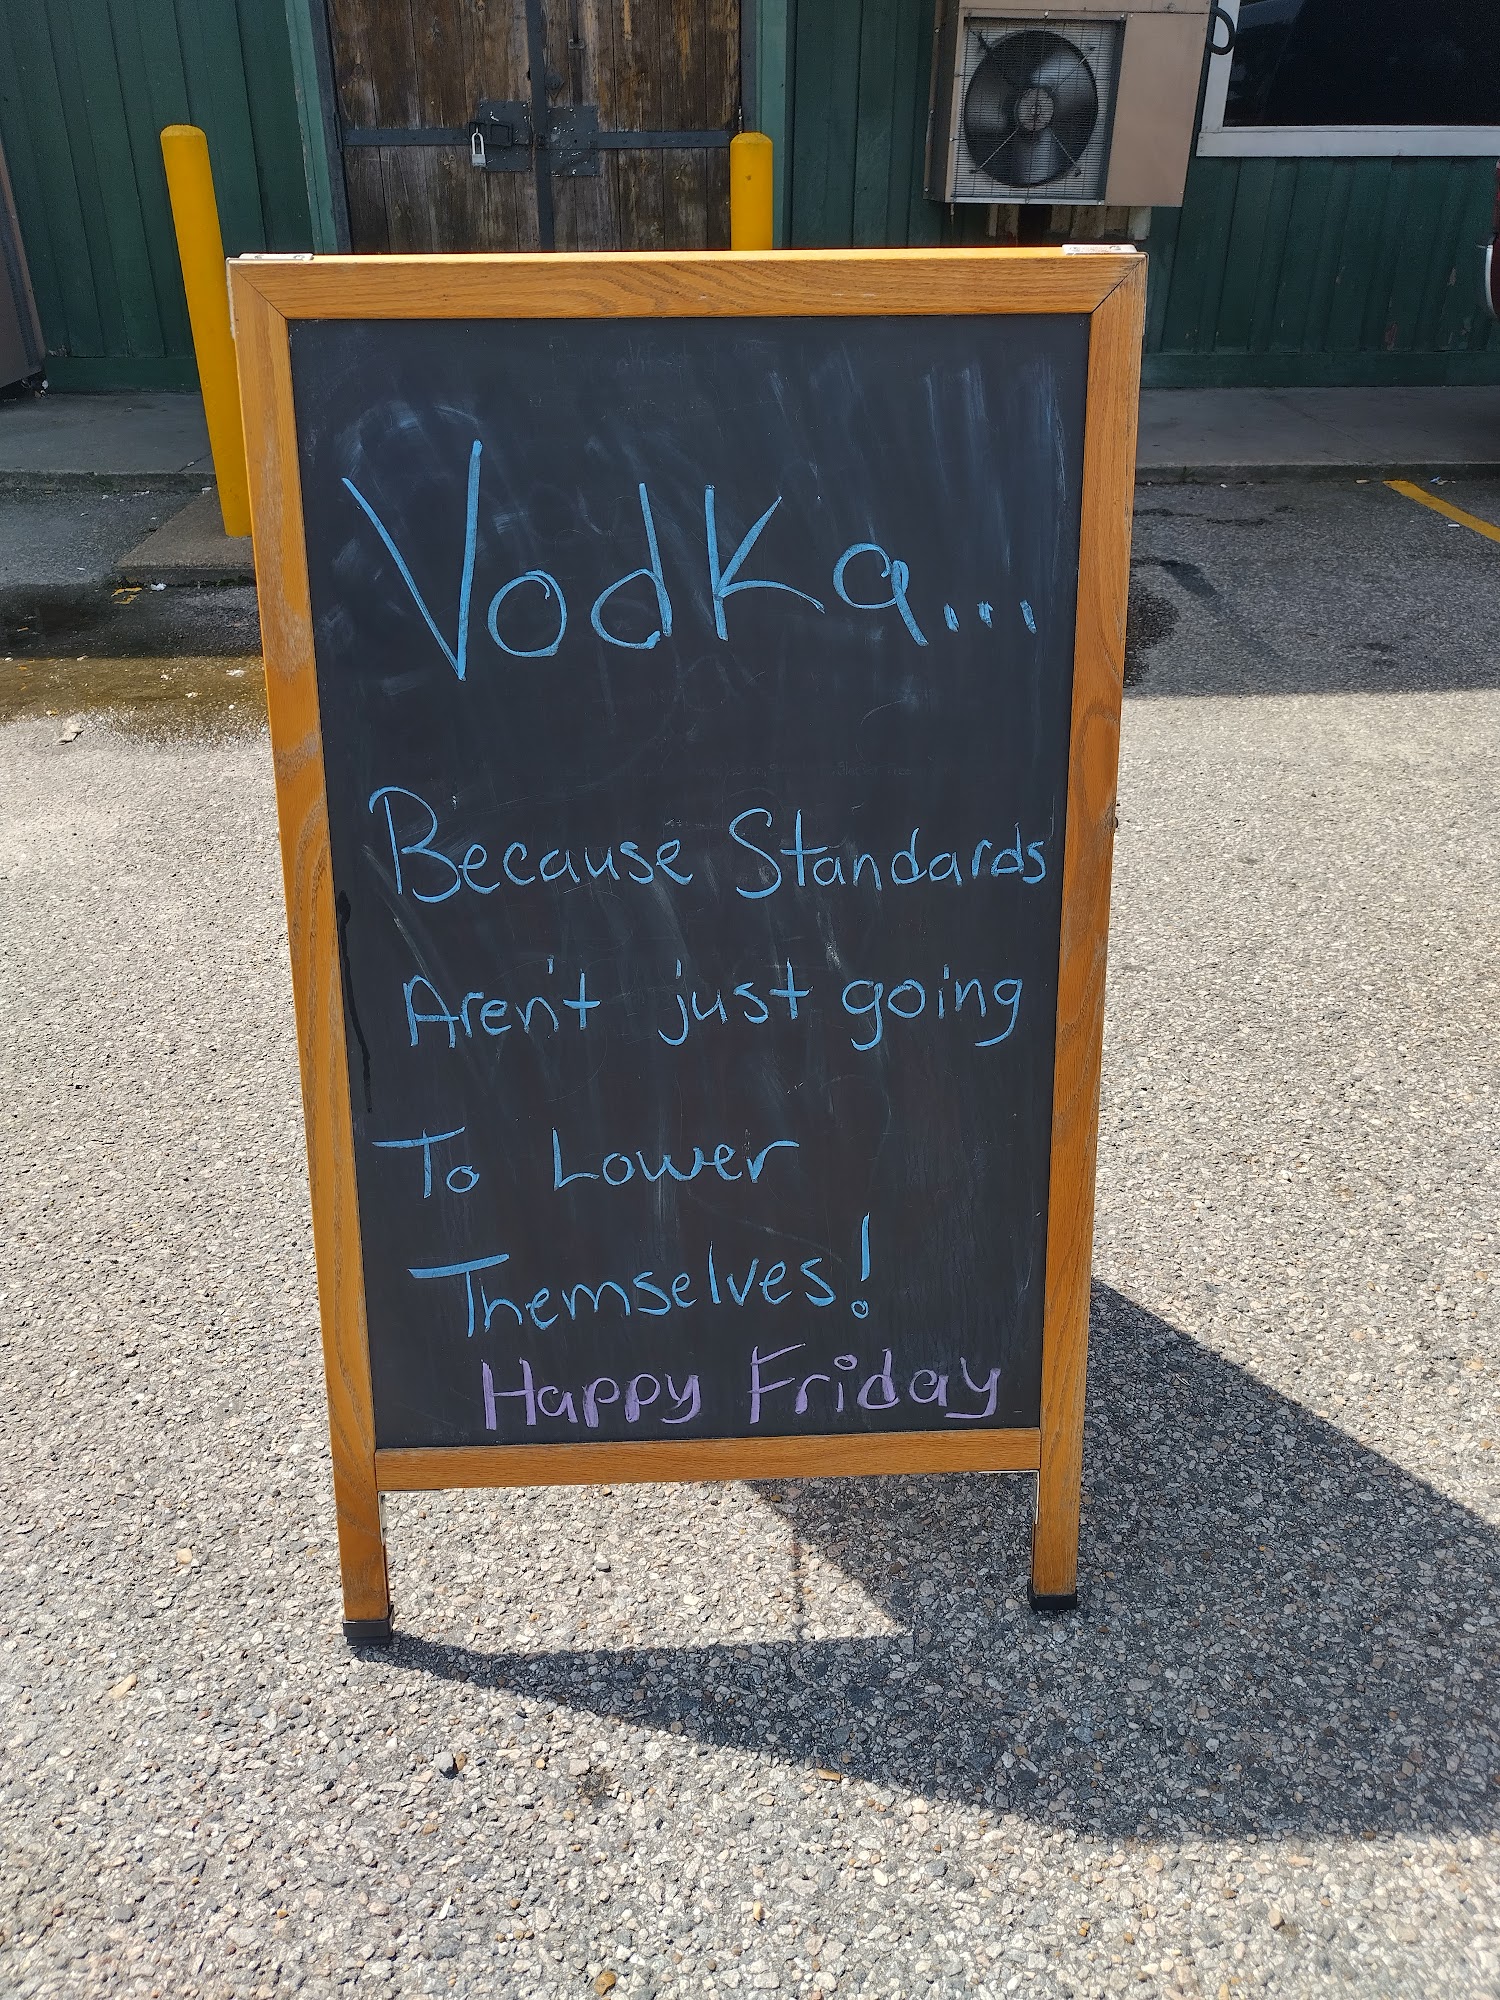 Vodka...
Because Standards
Aren't just going
To Lower
Themselves!
Happy Friday